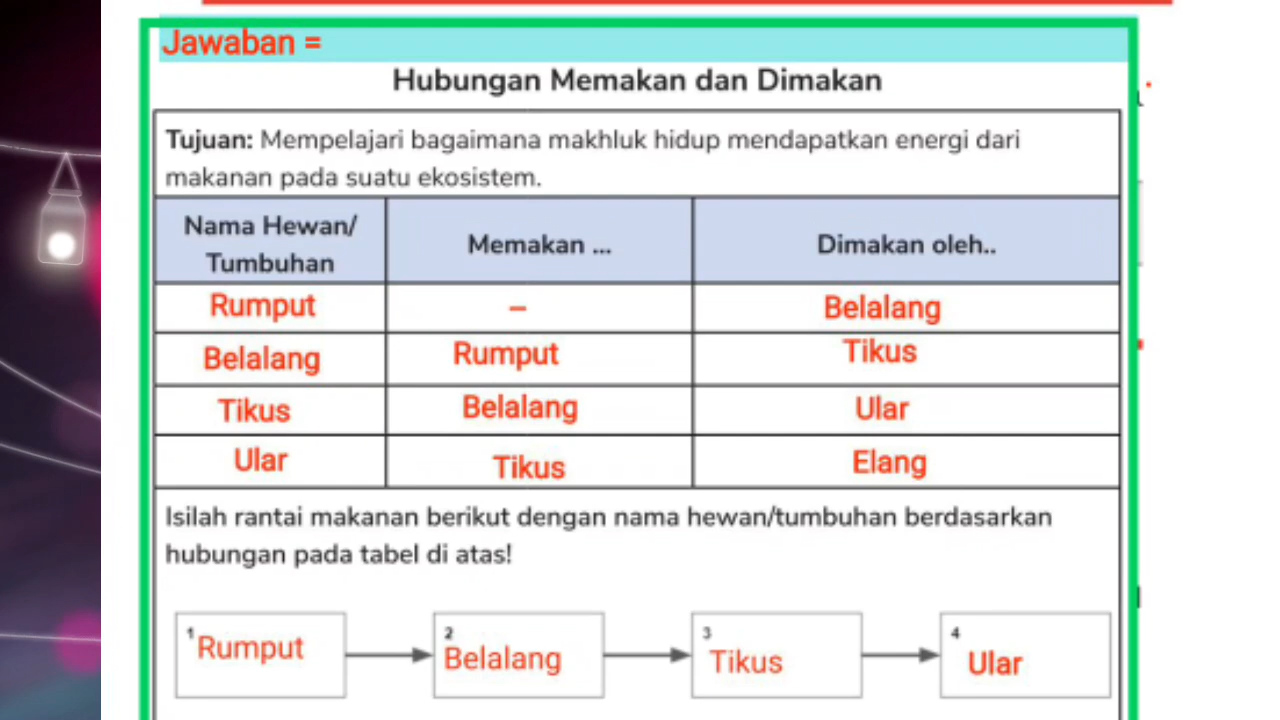 Jawaban =
Hubungan Memakan dan Dimakan
Tujuan: Mempelajari bagaimana makhluk hidup mendapatkan energi dari
makanan pada suatu ekosistem.
Nama Hewan/
Tumbuhan
Memakan ...
Dimakan oleh..
Rumput – Belalang
Belalang Rumput Tikus
Tikus Belalang Ular
Ular Tikus Elang
Isilah rantai makanan berikut dengan nama hewan/tumbuhan berdasarkan
hubungan pada tabel di atas!
1 Rumput
2 Belalang
3 Tikus
4 Ular